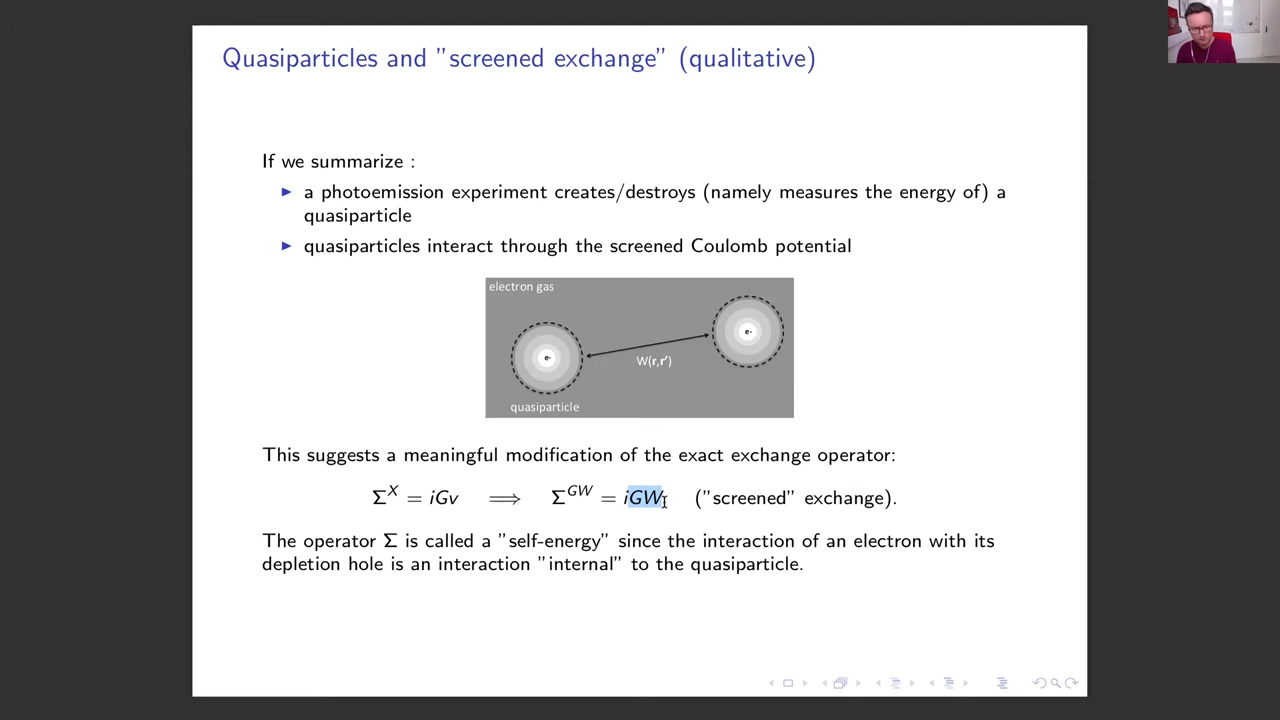 Quasiparticles and "screened exchange" (qualitative)
If we summarize :
a photoemission experiment creates/destroys (namely measures the energy of) a
quasiparticle
quasiparticles interact through the screened Coulomb potential
electron gas
e-
e-
W(r,r')
quasiparticle
This suggests a meaningful modification of the exact exchange operator:
Σ^X = iGv ⟹ Σ^GW = iGW ("screened" exchange).
The operator Σ is called a "self-energy" since the interaction of an electron with its
depletion hole is an interaction "internal" to the quasiparticle.